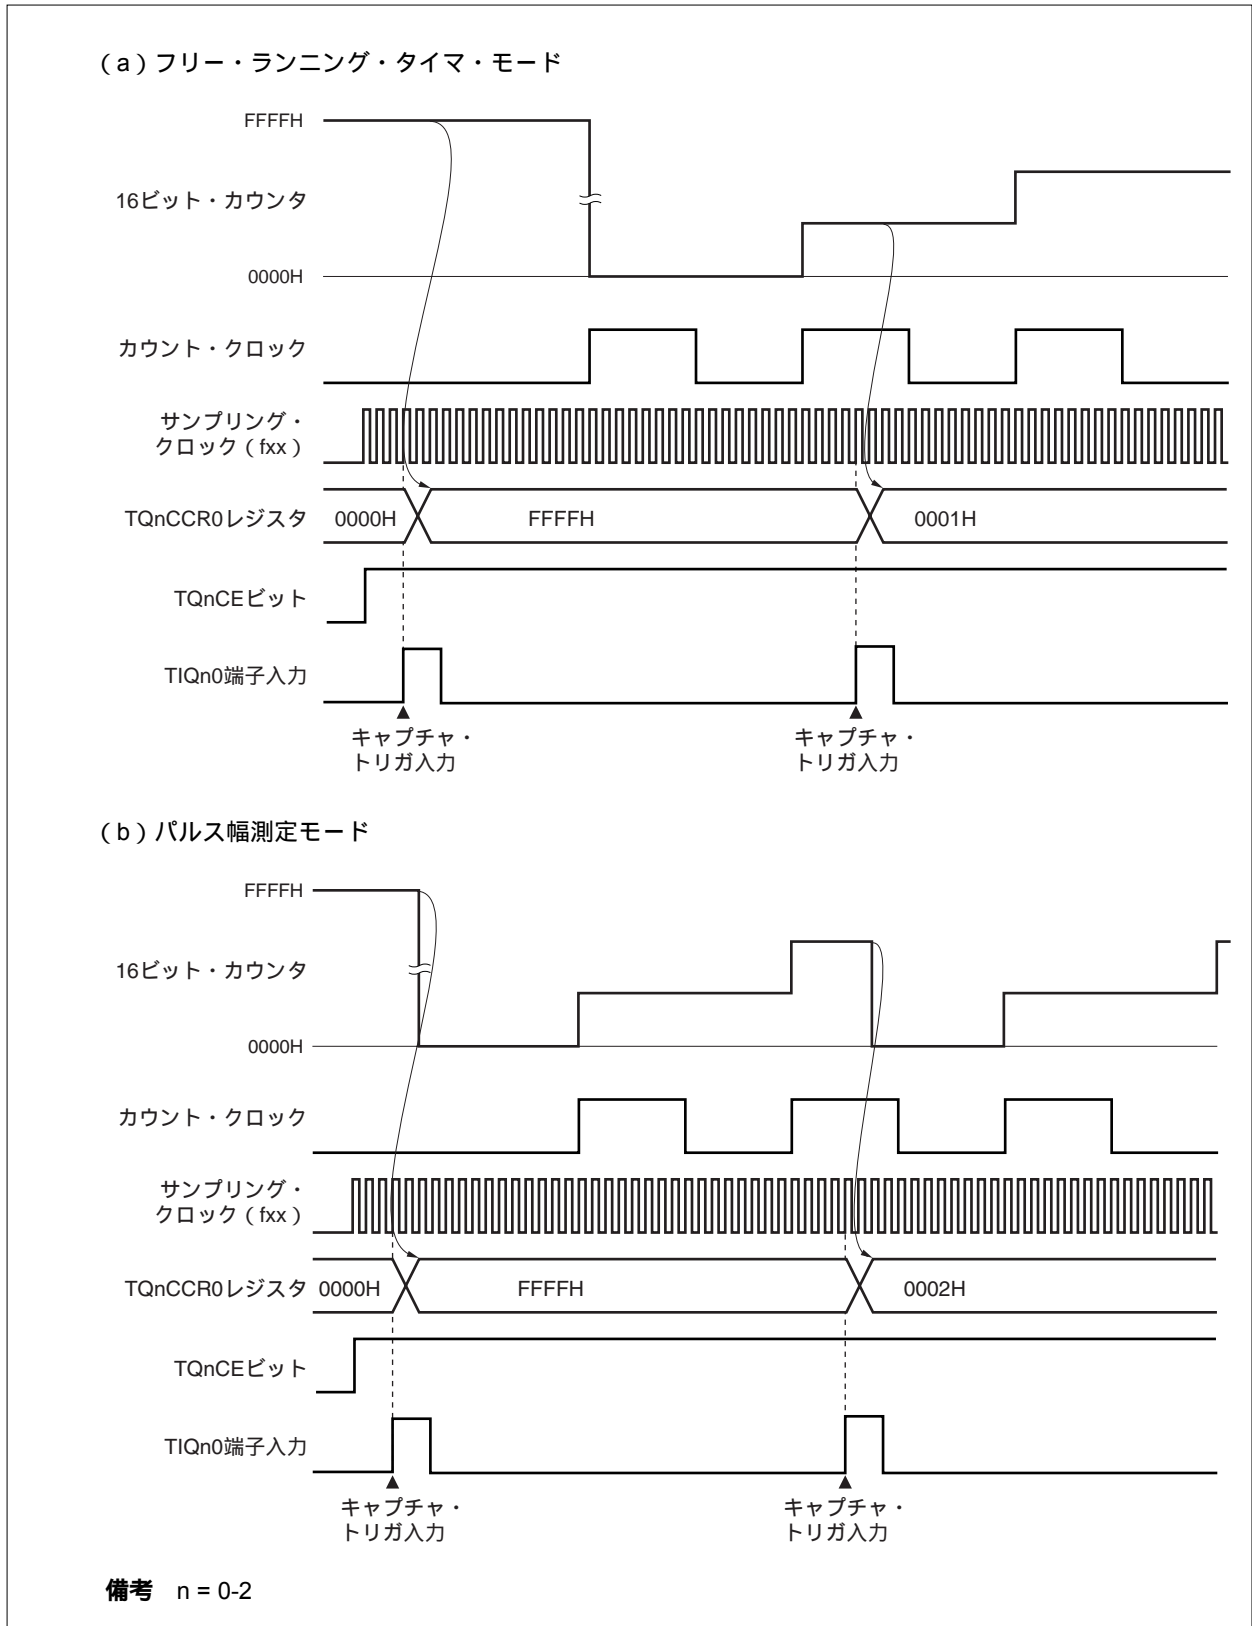 (a)フリー・ランニング・タイマ・モード
FFFFH
16ビット・カウンタ
0000H
カウント・クロック
サンプリング・
クロック(fxx)
TQnCCR0レジスタ 0000H FFFFH 0001H
TQnCEビット
TIQn0端子入力
キャプチャ・ キャプチャ・
トリガ入力 トリガ入力
(b)パルス幅測定モード
FFFFH
16ビット・カウンタ
0000H
カウント・クロック
サンプリング・
クロック(fxx)
TQnCCR0レジスタ 0000H FFFFH 0002H
TQnCEビット
TIQn0端子入力
キャプチャ・ キャプチャ・
トリガ入力 トリガ入力
備考 n = 0-2